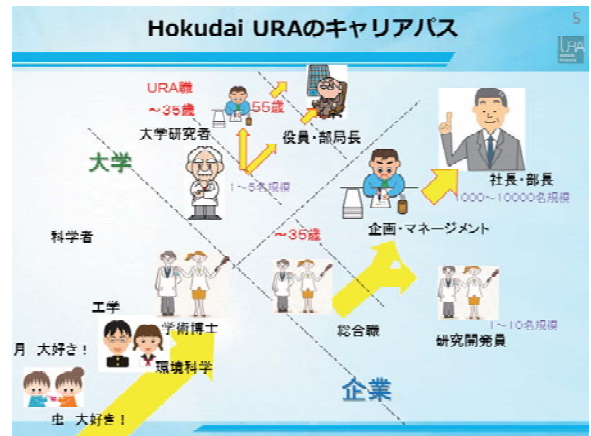 Hokudai URAのキャリアパス
5
URA
URA職
～35歳
55歳
大学研究者
役員・部局長
大学
1～5名規模
社長・部長
1000～10000名規模
科学者
～35歳
企画・マネージメント
工学
学術博士
総合職
1～10名規模
研究開発員
月 大好き！
環境科学
企業
虫 大好き！